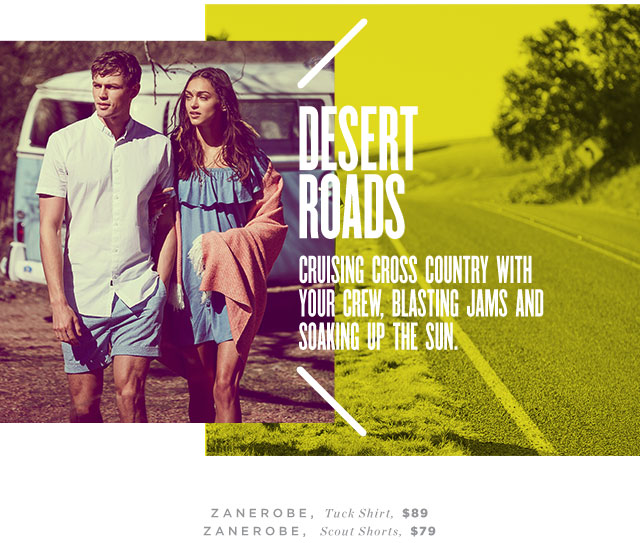 DESERT
ROADS
CRUISING CROSS COUNTRY WITH
YOUR CREW, BLASTING JAMS AND
SOAKING UP THE SUN.
ZANEROBE, Tuck Shirt, $89
ZANEROBE, Scout Shorts, $79